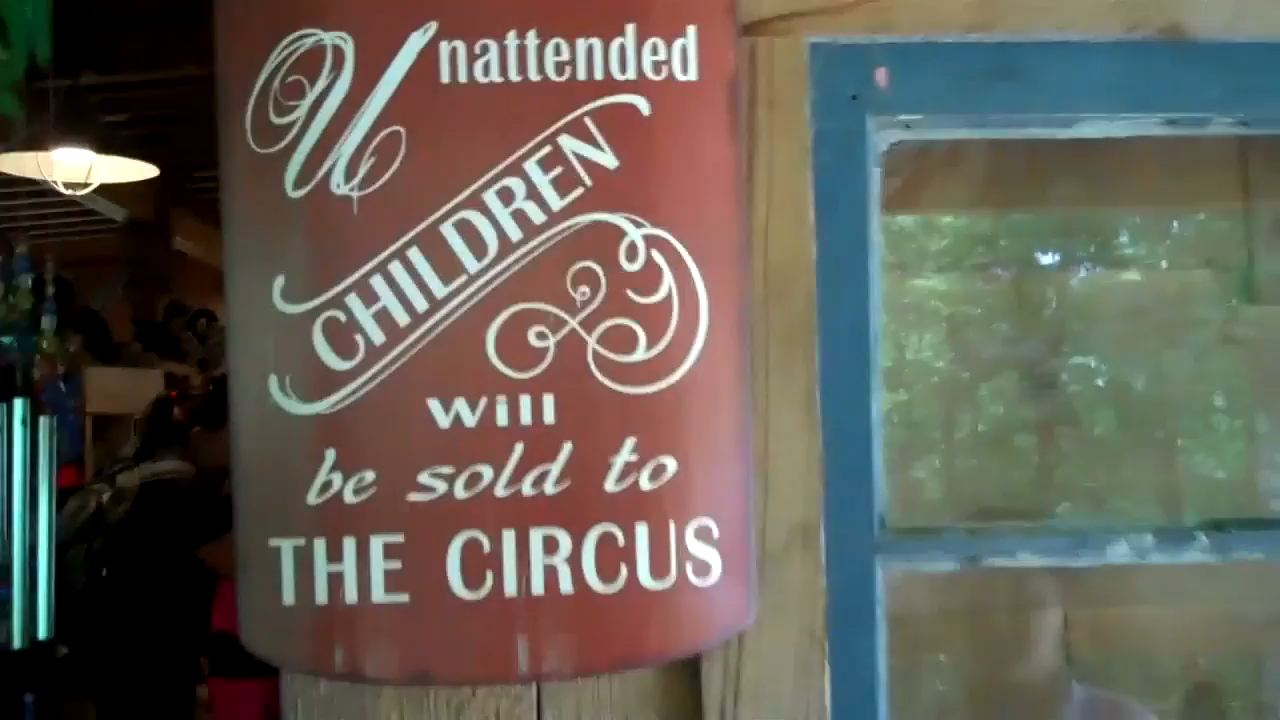 Unattended
CHILDREN
will
be sold to
THE CIRCUS